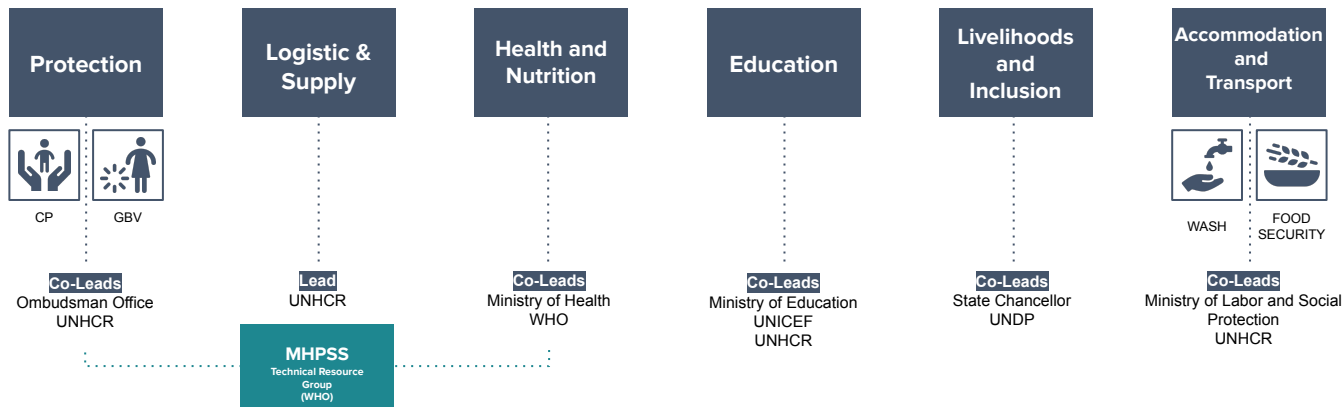 Protection
Logistic &
Supply
Health and
Nutrition
Education
Livelihoods
and
Inclusion
Accommodation
and
Transport
CP
GBV
WASH
FOOD
SECURITY
Co-Leads
Ombudsman Office
UNHCR
Lead
UNHCR
Co-Leads
Ministry of Health
WHO
Co-Leads
Ministry of Education
UNICEF
UNHCR
Co-Leads
State Chancellor
UNDP
Co-Leads
Ministry of Labor and Social
Protection
UNHCR
MHPSS
Technical Resource
Group
(WHO)